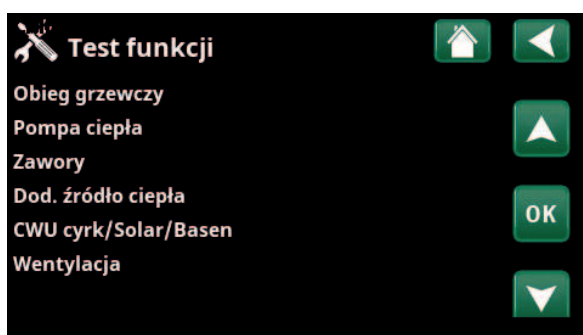 Test funkcji
Obieg grzewczy
Pompa ciepła
Zawory
Dod. źródło ciepła
OK
CWU cyrk/Solar/Basen
Wentylacja